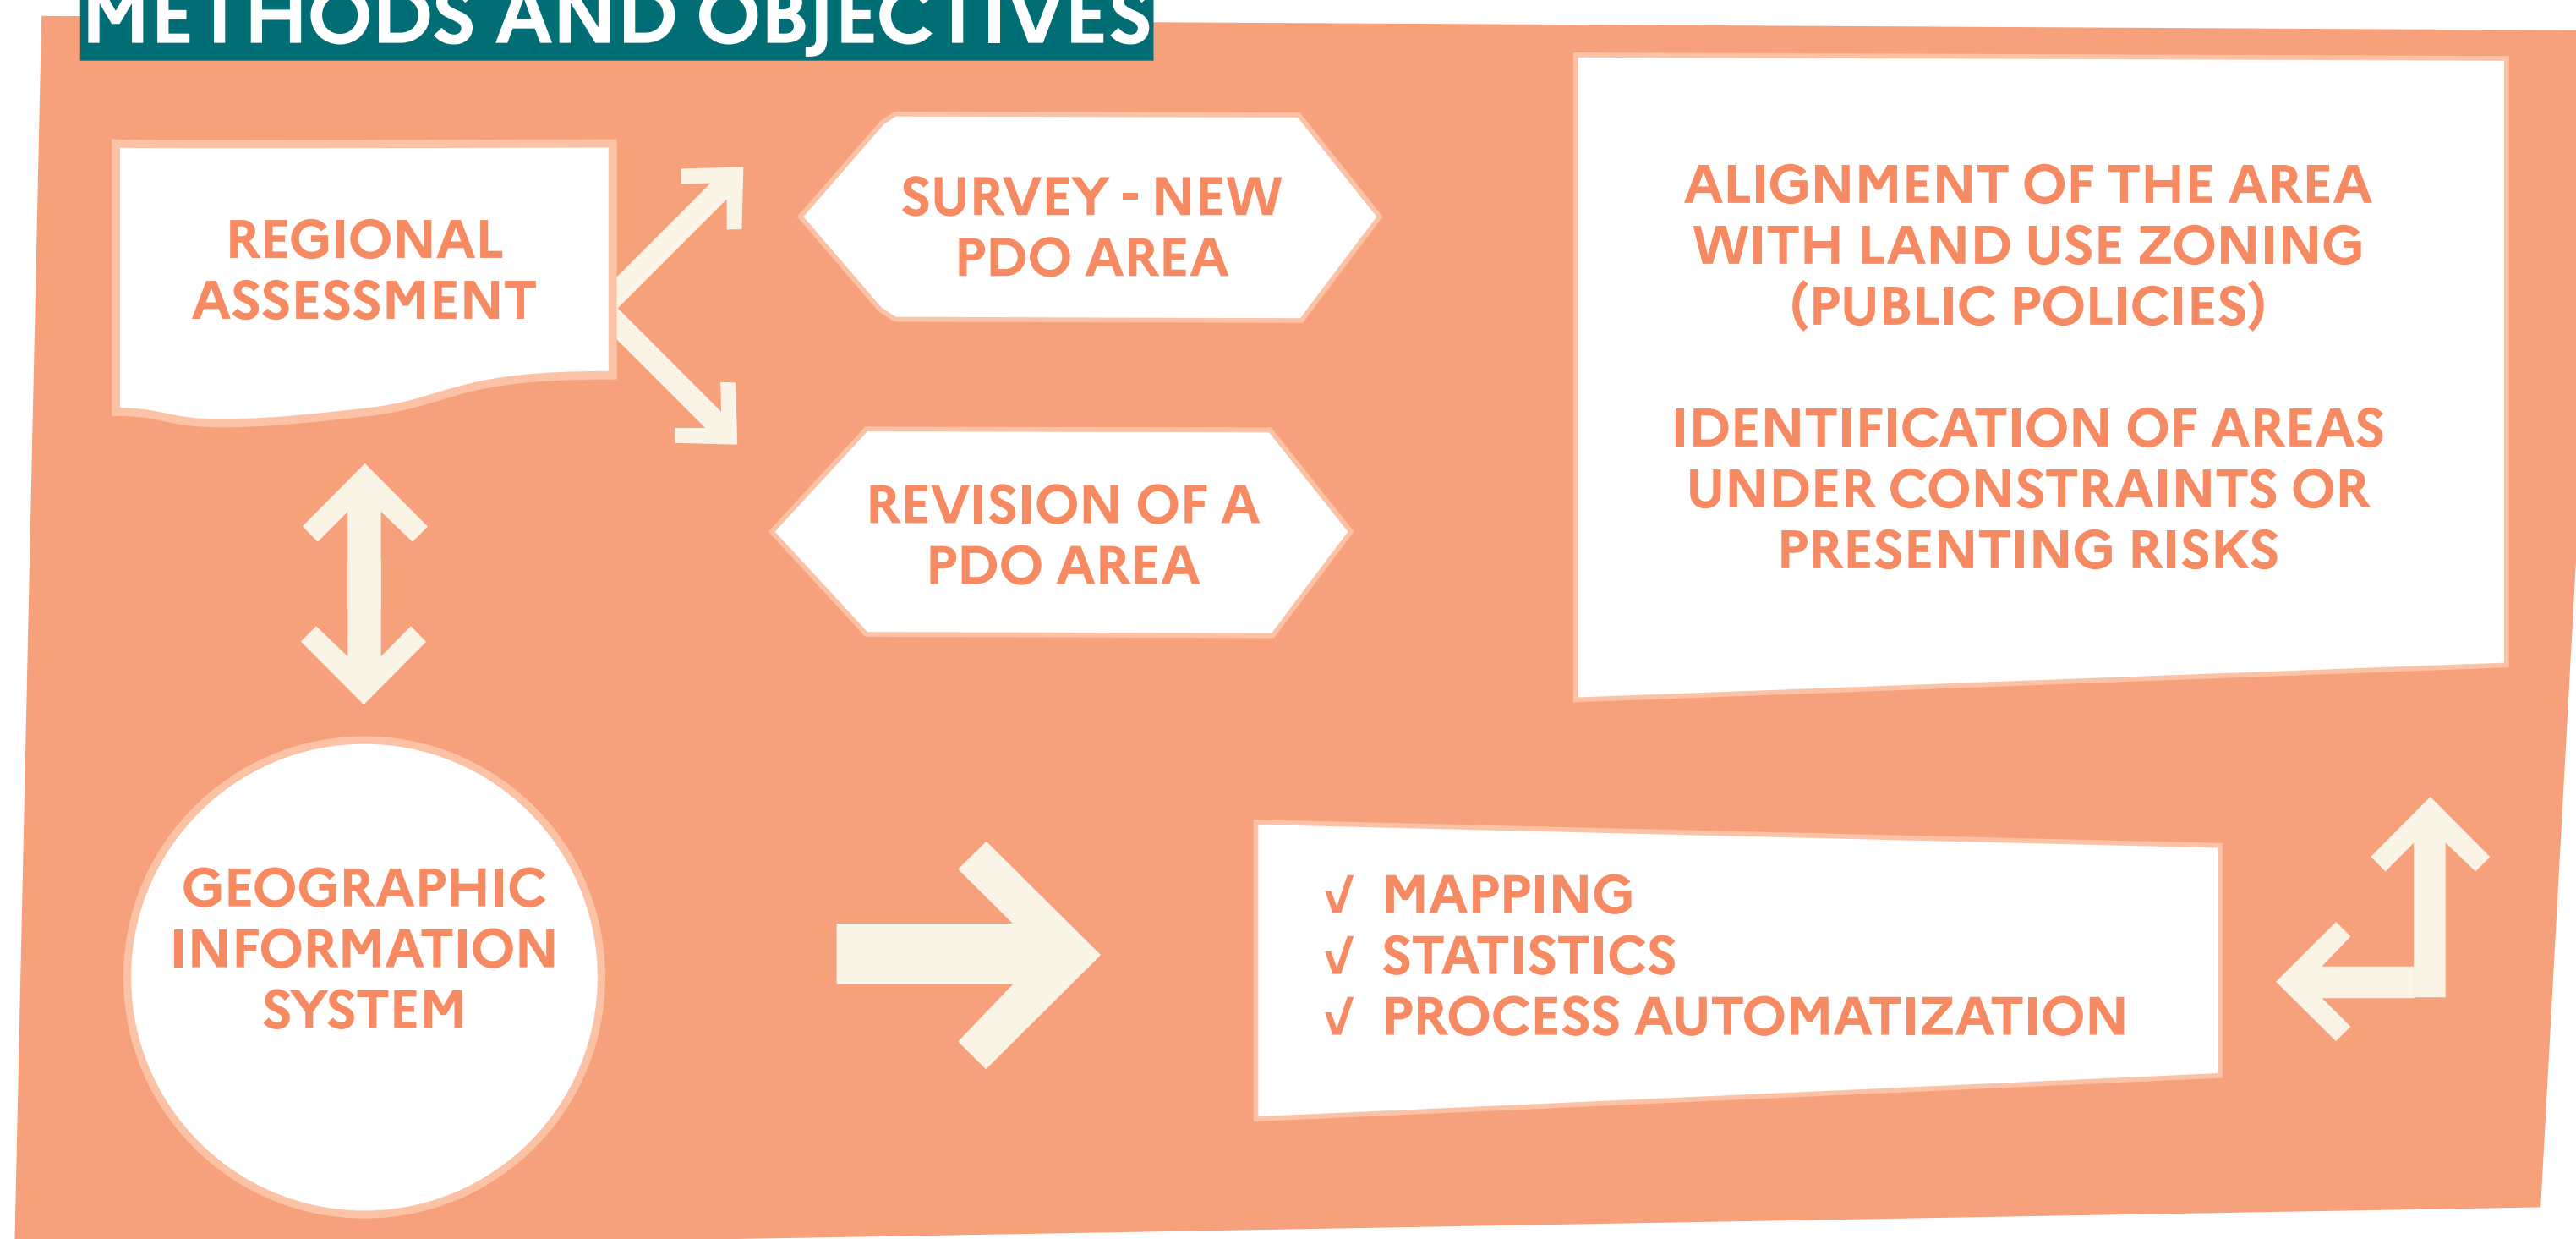 METHODS AND OBJECTIVES
REGIONAL
ASSESSMENT
SURVEY - NEW
PDO AREA
REVISION OF A
PDO AREA
ALIGNMENT OF THE AREA
WITH LAND USE ZONING
(PUBLIC POLICIES)
IDENTIFICATION OF AREAS
UNDER CONSTRAINTS OR
PRESENTING RISKS
GEOGRAPHIC
INFORMATION
SYSTEM
√ MAPPING
√ STATISTICS
√ PROCESS AUTOMATIZATION